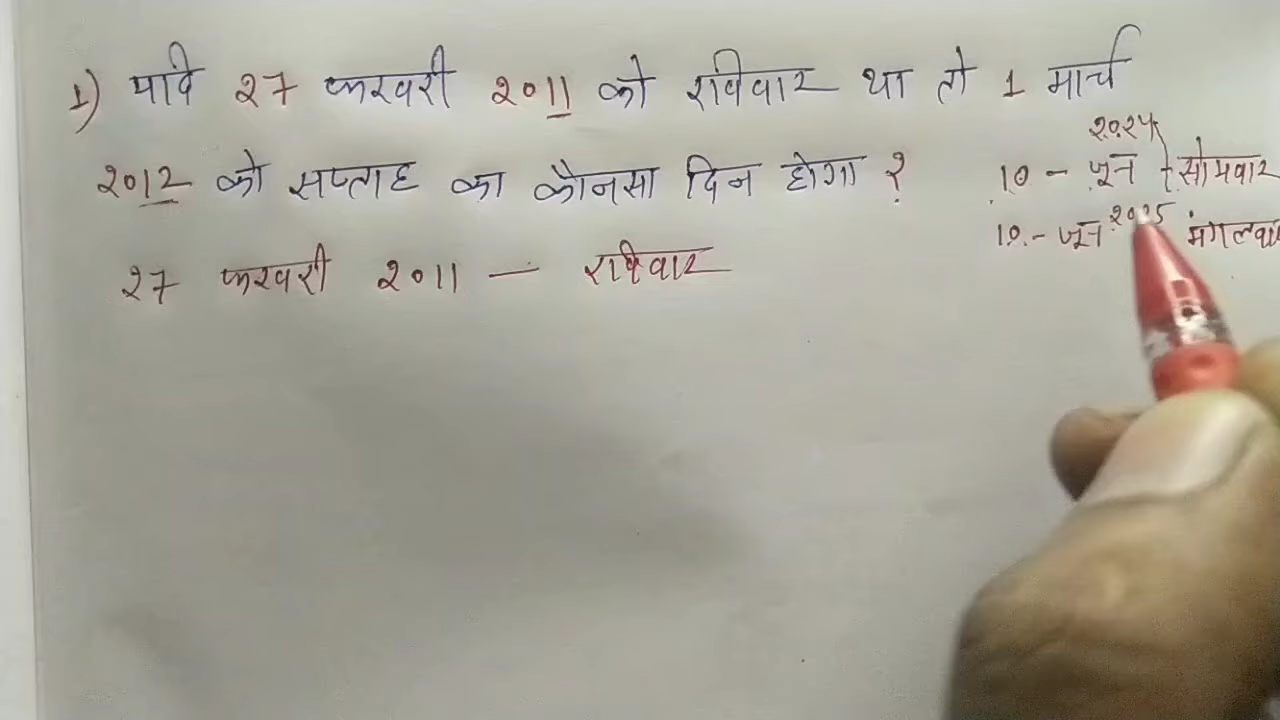 1) यदि 27 फरवरी 2011 को रविवार था तो 1 मार्च
2012 को सप्ताह का कौनसा दिन होगा ?
2024
10 - जून - सोमवार
10 - जून 2025 मंगलवा
27 फरवरी 2011 — रविवार